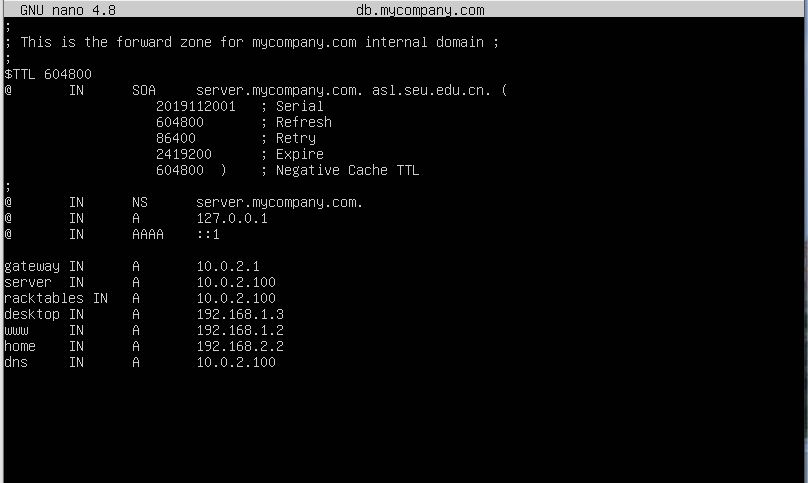 GNU nano 4.8 db.mycompany.com
;
; This is the forward zone for mycompany.com internal domain ;
;
$TTL 604800
@ IN SOA server.mycompany.com. asl.seu.edu.cn. (
2019112001 ; Serial
604800 ; Refresh
86400 ; Retry
2419200 ; Expire
604800 ) ; Negative Cache TTL
;
@ IN NS server.mycompany.com.
@ IN A 127.0.0.1
@ IN AAAA ::1
gateway IN A 10.0.2.1
server IN A 10.0.2.100
racktables IN A 10.0.2.100
desktop IN A 192.168.1.3
www IN A 192.168.1.2
home IN A 192.168.2.2
dns IN A 10.0.2.100